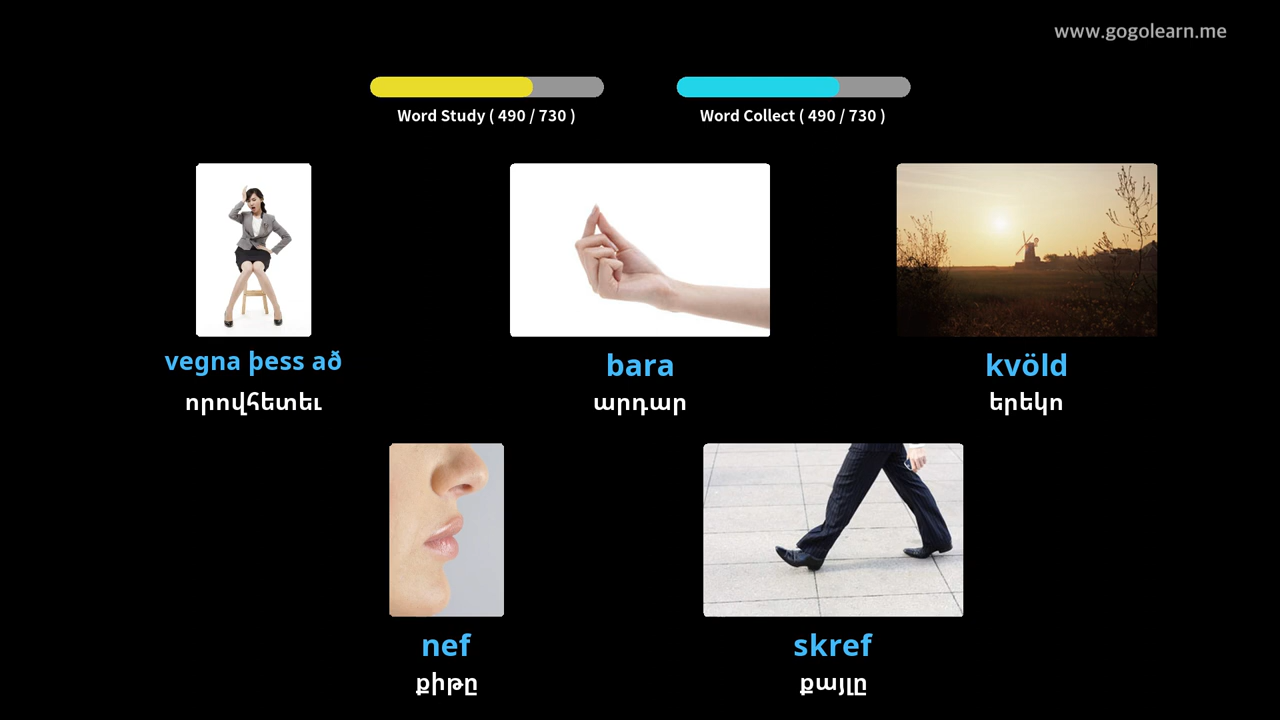 www.gogolearn.me
Word Study ( 490 / 730 )
Word Collect ( 490 / 730 )
vegna þess að
որովհետեւ
bara
արդար
kvöld
երեկո
nef
քիթը
skref
քայլը